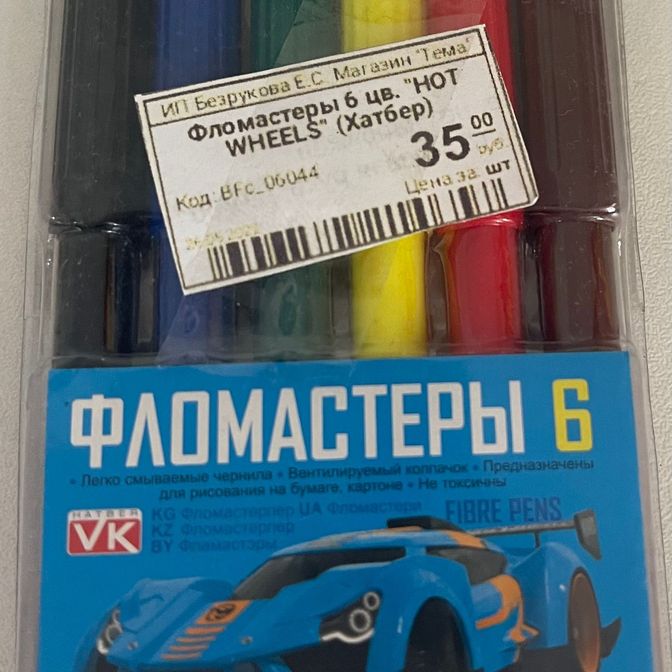 ИП Безрукова Е.С. Магазин "Тема"
Фломастеры 6 цв. "HOT
WHEELS" (Хатбер)
35 00
руб.
Код: BFc_06044
Цена за: шт
ФЛОМАСТЕРЫ 6
• Легко смываемые чернила • Вентилируемый колпачок • Предназначены
для рисования на бумаге, картоне • Не токсичны
HATBER
VK
KG Фломастерлер UA Фломастери
KZ Фломастерлер
BY Фламастэры
FIBRE PENS